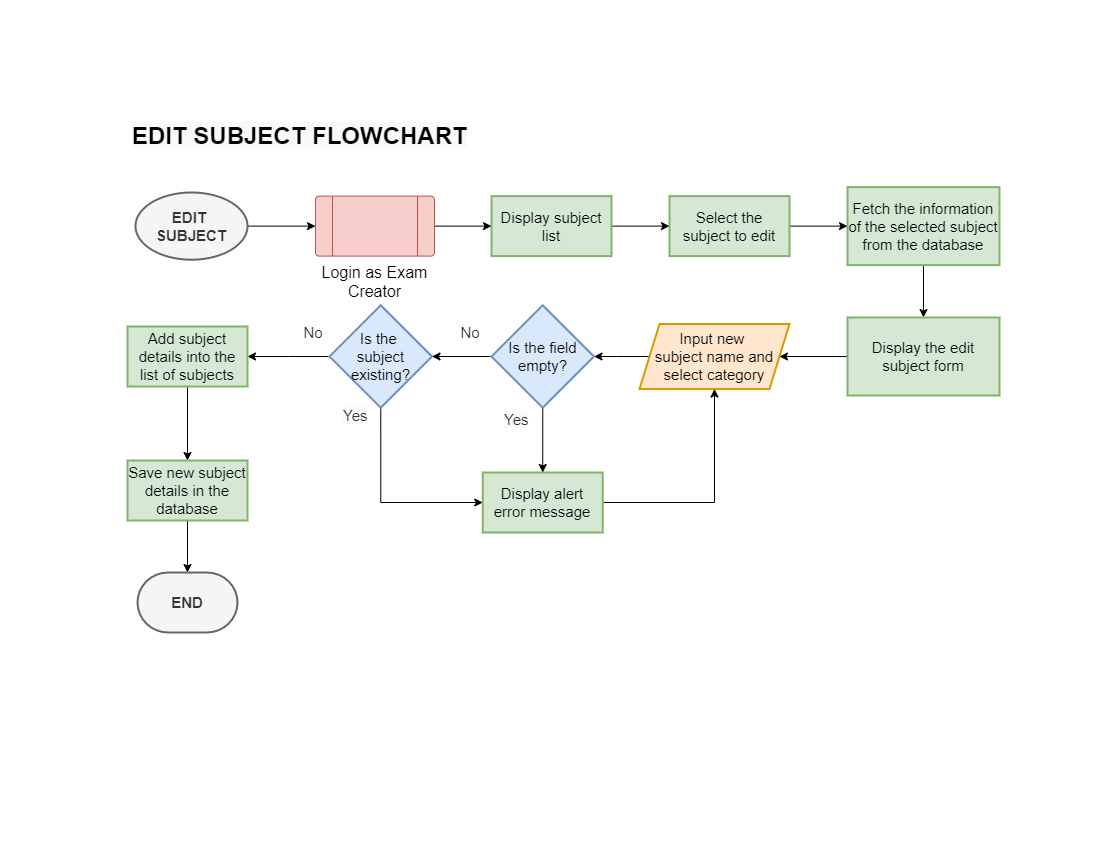 EDIT SUBJECT FLOWCHART
EDIT
SUBJECT
Login as Exam
Creator
Display subject
list
Select the
subject to edit
Fetch the information
of the selected subject
from the database
Display the edit
subject form
Input new
subject name and
select category
Is the field
empty?
No
Yes
Is the
subject
existing?
No
Yes
Display alert
error message
Add subject
details into the
list of subjects
Save new subject
details in the
database
END